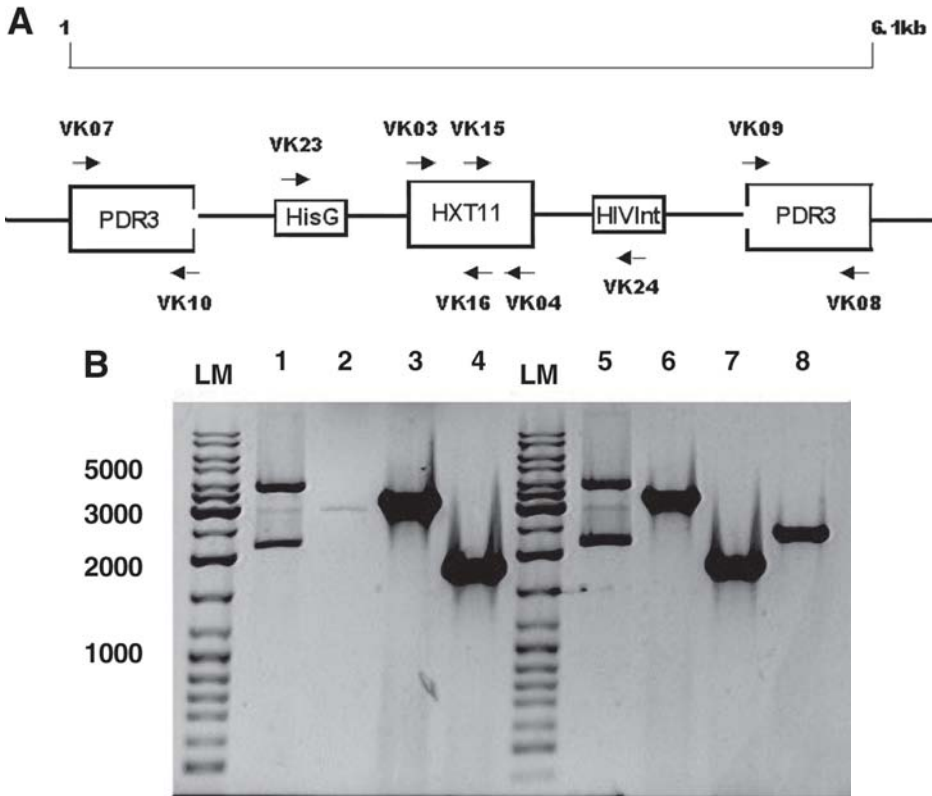 A
1 6.1kb
VK07 VK23 VK03 VK15 VK09
PDR3 HisG HXT11 HIVInt PDR3
VK10 VK16 VK04 VK24 VK08
B
LM 1 2 3 4 LM 5 6 7 8
5000
3000
2000
1000